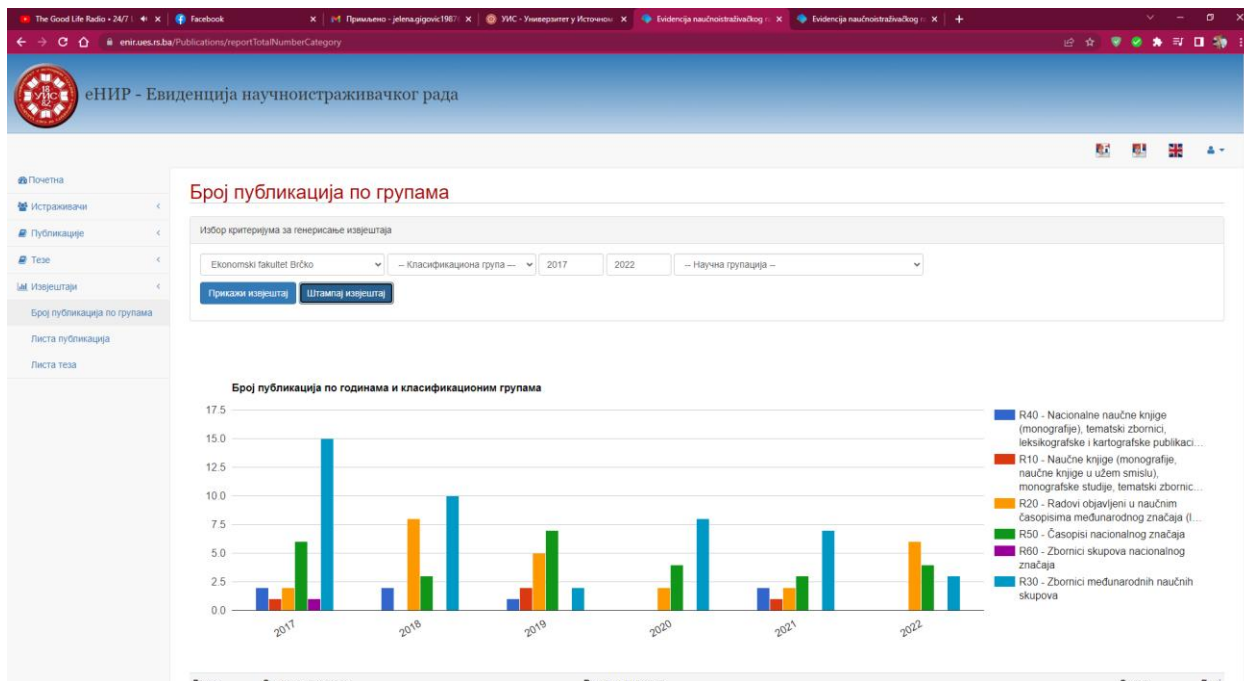 The Good Life Radio • 24/7 L
Facebook
Примљено - jelena.gigovic1987
УИС - Универзитет у Источном
Evidencija naučnoistraživačkog r
Evidencija naučnoistraživačkog r
enir.ues.rs.ba/Publications/reportTotalNumberCategory
еНИР - Евиденција научноистраживачког рада
Почетна
Истраживачи
Публикације
Тезе
Извјештаји
Број публикација по групама
Листа публикација
Листа теза
Број публикација по групама
Избор критеријума за генерисање извјештаја
Ekonomski fakultet Brčko
-- Класификациона група ---
2017
2022
-- Научна групација --
Прикажи извјештај
Штампај извјештај
Број публикација по годинама и класификационим групама
17.5
15.0
12.5
10.0
7.5
5.0
2.5
0.0
2017
2018
2019
2020
2021
2022
R40 - Nacionalne naučne knjige
(monografije), tematski zbornici,
leksikografske i kartografske publikaci...
R10 - Naučne knjige (monografije,
naučne knjige u užem smislu),
monografske studije, tematski zbornic...
R20 - Radovi objavljeni u naučnim
časopisima međunarodnog značaja (I...
R50 - Časopisi nacionalnog značaja
R60 - Zbornici skupova nacionalnog
značaja
R30 - Zbornici međunarodnih naučnih
skupova